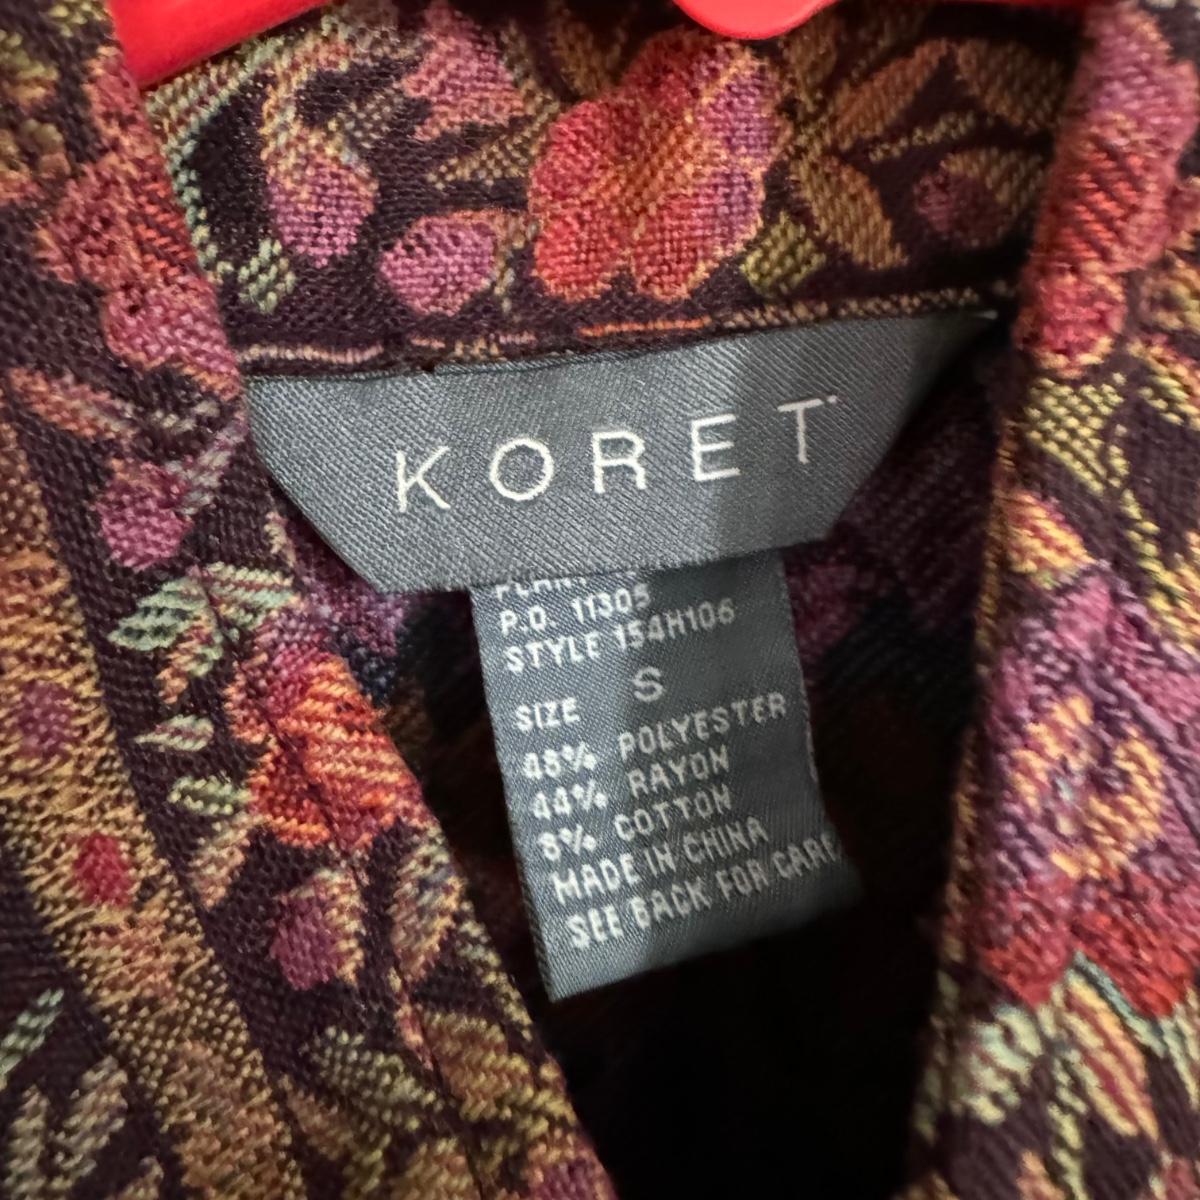 KORET
P.O. 11305
STYLE 154H106
SIZE S
48% POLYESTER
44% RAYON
8% COTTON
MADE IN CHINA
SEE BACK FOR CARE